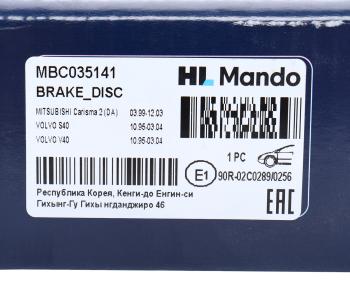 MBC035141
HL Mando
BRAKE_DISC
MITSUBISHI Carisma 2 (DA) 03.99-12.03
VOLVO S40 10.95-03.04
VOLVO V40 10.95-03.04
1 PC
E1
90R-02C0289/0256
Республика Корея, Кенги-до Енгин-си
Гихынг-Гу Гихы нгданджиро 46
EAC